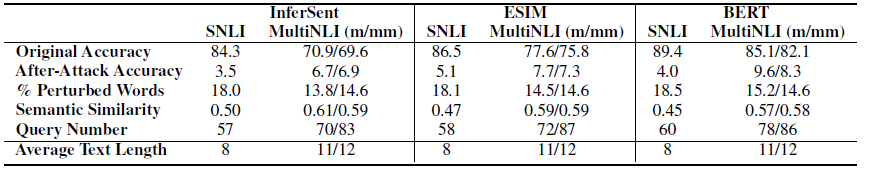 InferSent ESIM BERT
SNLI MultiNLI (m/mm) SNLI MultiNLI (m/mm) SNLI MultiNLI (m/mm)
Original Accuracy 84.3 70.9/69.6 86.5 77.6/75.8 89.4 85.1/82.1
After-Attack Accuracy 3.5 6.7/6.9 5.1 7.7/7.3 4.0 9.6/8.3
% Perturbed Words 18.0 13.8/14.6 18.1 14.5/14.6 18.5 15.2/14.6
Semantic Similarity 0.50 0.61/0.59 0.47 0.59/0.59 0.45 0.57/0.58
Query Number 57 70/83 58 72/87 60 78/86
Average Text Length 8 11/12 8 11/12 8 11/12